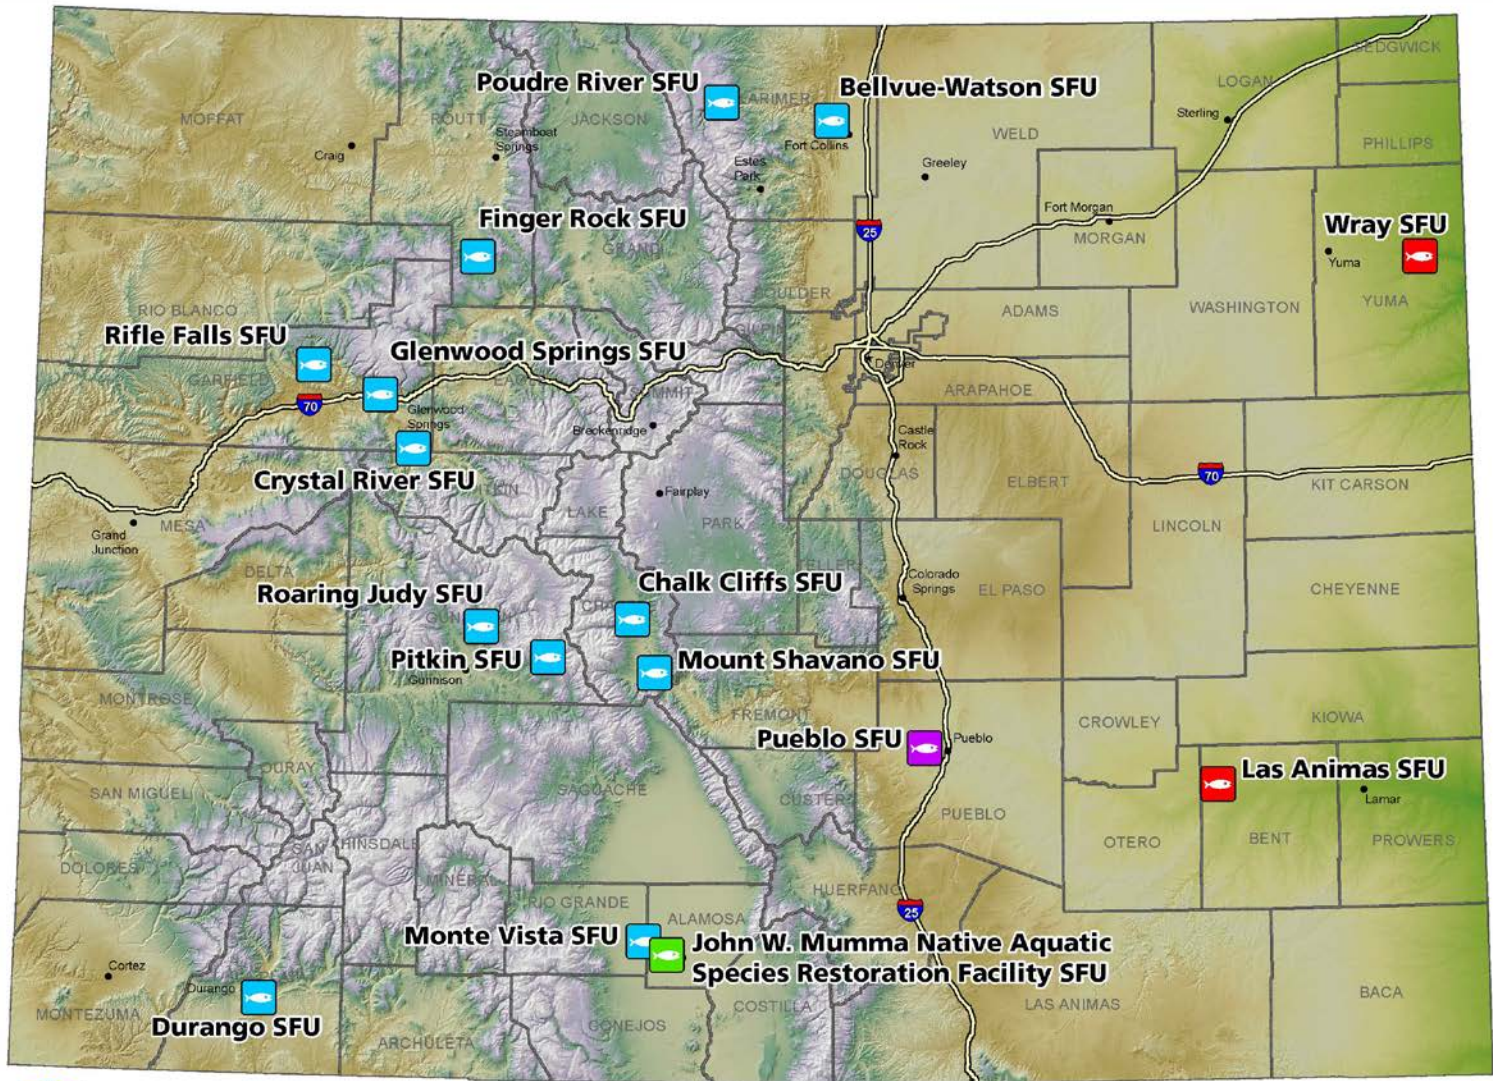 SEDGWICK
LOGAN
Poudre River SFU
Bellvue-Watson SFU
LARIMER
MOFFAT
ROUTT
JACKSON
Sterling
Steamboat
Springs
WELD
PHILLIPS
Craig
Fort Collins
Estes
Park
Greeley
Finger Rock SFU
Fort Morgan
Wray SFU
25
MORGAN
GRAND
Yuma
RIO BLANCO
BOULDER
ADAMS
WASHINGTON
YUMA
Rifle Falls SFU
GILPIN
Glenwood Springs SFU
Denver
GARFIELD
EAGLE
SUMMIT
ARAPAHOE
70
Glenwood
Springs
Breckenridge
Castle
Rock
Crystal River SFU
PITKIN
DOUGLAS
ELBERT
70
KIT CARSON
Fairplay
LAKE
PARK
LINCOLN
MESA
Grand
Junction
DELTA
TELLER
Chalk Cliffs SFU
Colorado
Springs
EL PASO
CHEYENNE
Roaring Judy SFU
GUNNISON
Pitkin SFU
Mount Shavano SFU
Gunnison
MONTROSE
FREMONT
CROWLEY
KIOWA
Pueblo SFU
Pueblo
OURAY
Las Animas SFU
SAN MIGUEL
SAGUACHE
CUSTER
Lamar
PUEBLO
OTERO
BENT
PROWERS
DOLORES
SAN
JUAN
HINSDALE
MINERAL
HUERFANO
RIO GRANDE
ALAMOSA
25
Monte Vista SFU
John W. Mumma Native Aquatic
Species Restoration Facility SFU
Cortez
Durango
BACA
MONTEZUMA
Durango SFU
COSTILLA
LAS ANIMAS
CONEJOS
ARCHULETA